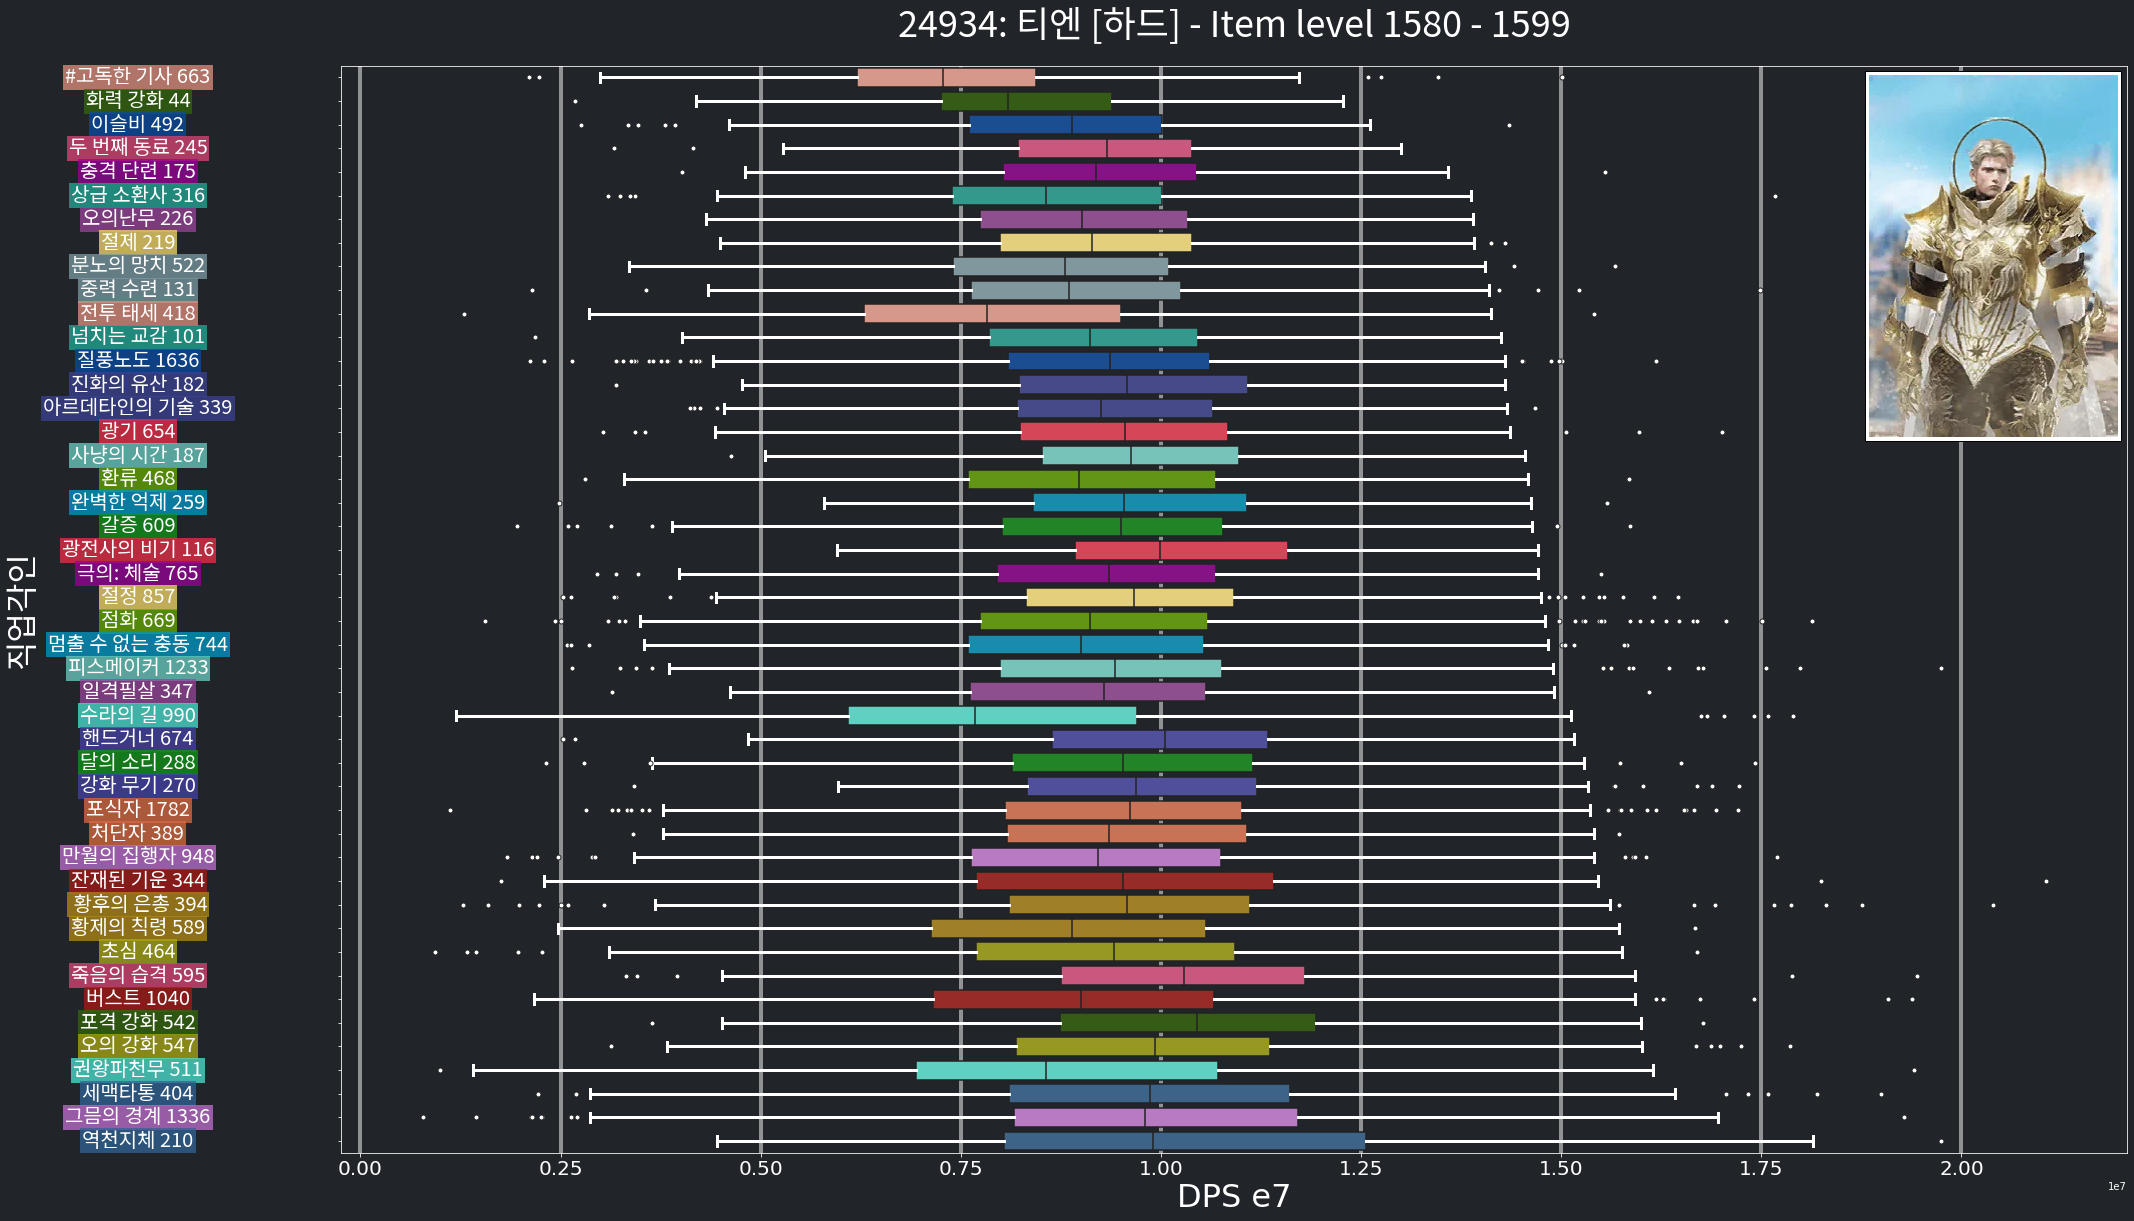 24934: 티엔 [하드] - Item level 1580 - 1599
#고독한 기사 663
화력 강화 44
이슬비 492
두 번째 동료 245
충격 단련 175
상급 소환사 316
오의난무 226
절제 219
분노의 망치 522
중력 수련 131
전투 태세 418
넘치는 교감 101
질풍노도 1636
진화의 유산 182
아르데타인의 기술 339
광기 654
사냥의 시간 187
환류 468
완벽한 억제 259
갈증 609
광전사의 비기 116
극의: 체술 765
절정 857
점화 669
멈출 수 없는 충동 744
피스메이커 1233
일격필살 347
수라의 길 990
핸드거너 674
달의 소리 288
강화 무기 270
포식자 1782
처단자 389
만월의 집행자 948
잔재된 기운 344
황후의 은총 394
황제의 칙령 589
초심 464
죽음의 습격 595
버스트 1040
포격 강화 542
오의 강화 547
권왕파천무 511
세맥타통 404
그믐의 경계 1336
역천지체 210
직업각인
0.00 0.25 0.50 0.75 1.00 1.25 1.50 1.75 2.00
DPS e7
1e7